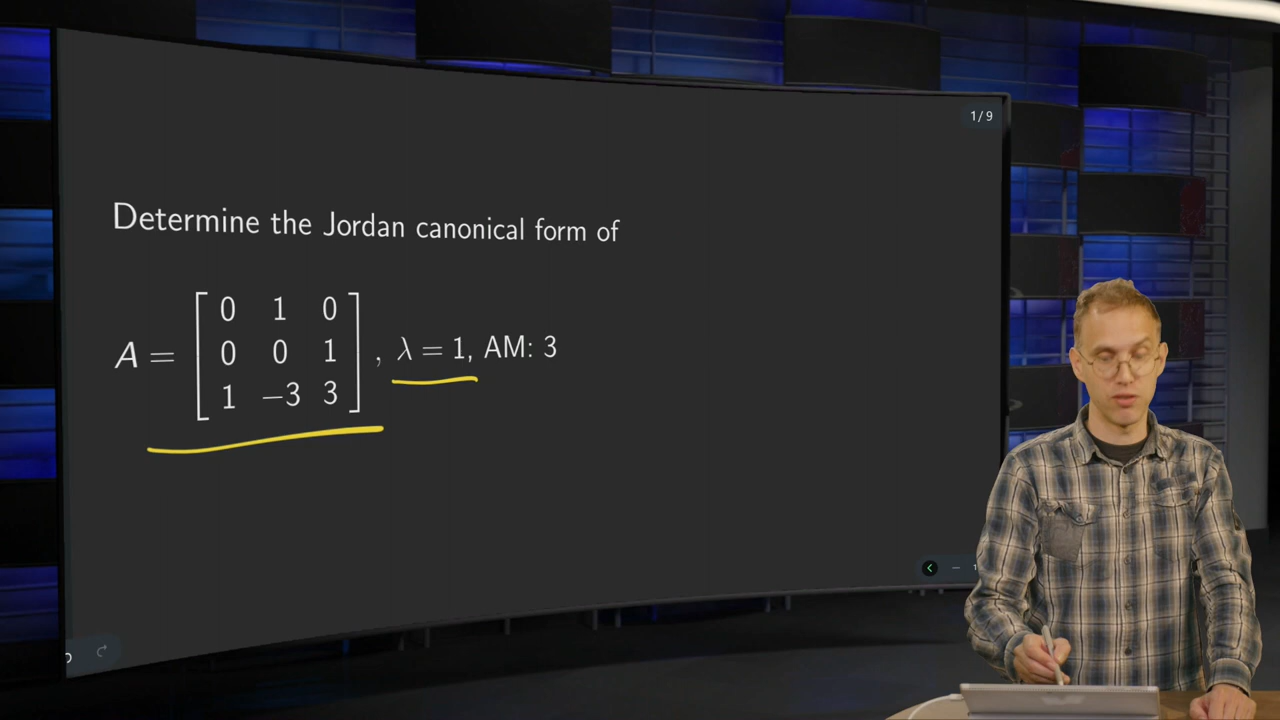 1/9
Determine the Jordan canonical form of
A = [ 0 1 0
0 0 1
1 −3 3 ] , λ = 1, AM: 3